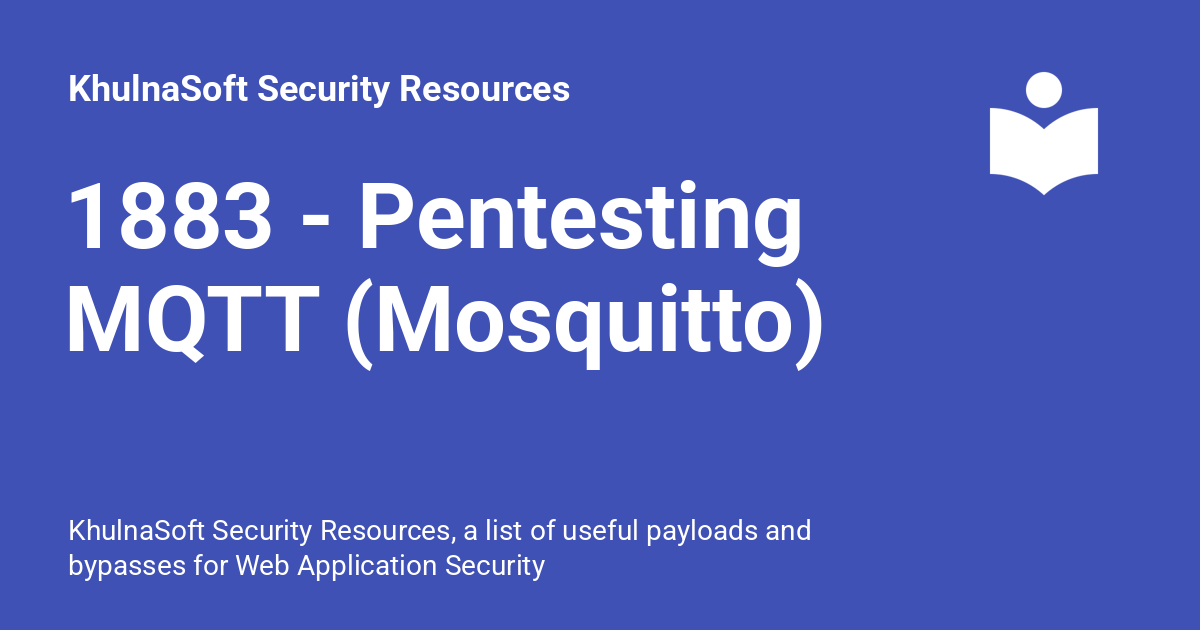 KhulnaSoft Security Resources
1883 - Pentesting
MQTT (Mosquitto)
KhulnaSoft Security Resources, a list of useful payloads and
bypasses for Web Application Security